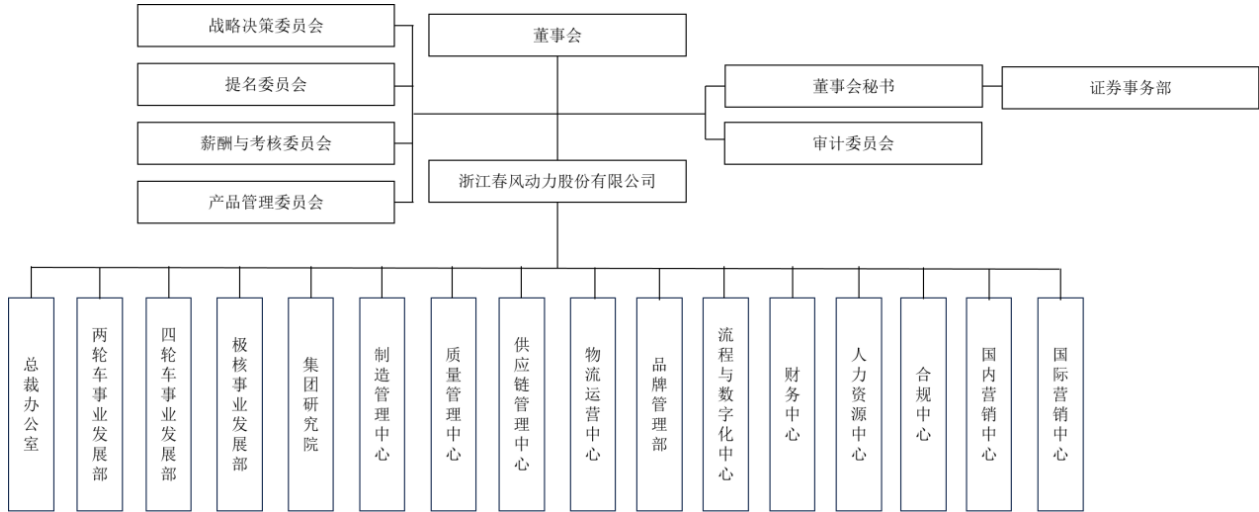 战略决策委员会
董事会
提名委员会
董事会秘书
证券事务部
薪酬与考核委员会
审计委员会
浙江春风动力股份有限公司
产品管理委员会
总裁办公室
两轮车事业发展部
四轮车事业发展部
极核事业发展部
集团研究院
制造管理中心
质量管理中心
供应链管理中心
物流运营中心
品牌管理部
流程与数字化中心
财务中心
人力资源中心
合规中心
国内营销中心
国际营销中心